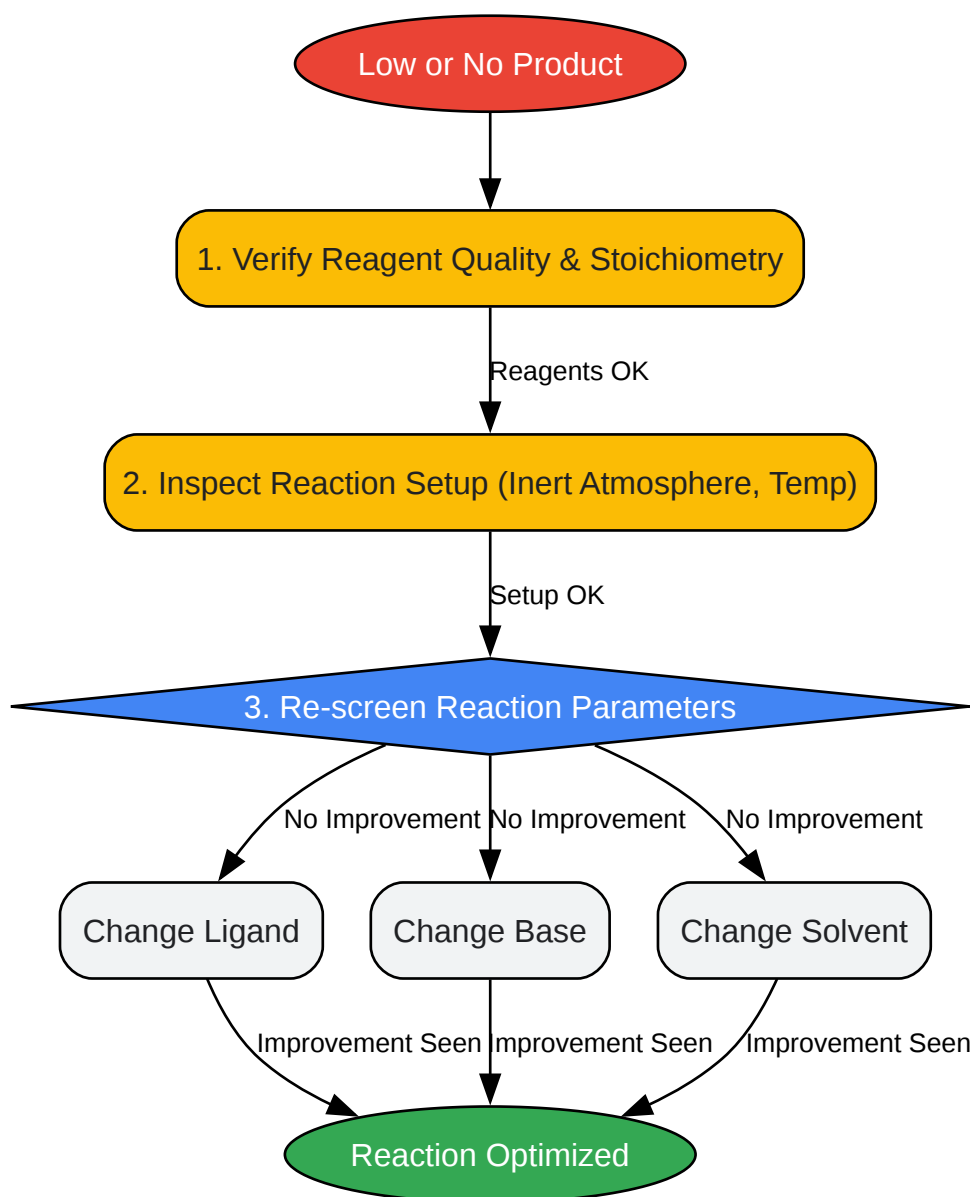 Low or No Product
1. Verify Reagent Quality & Stoichiometry
Reagents OK
2. Inspect Reaction Setup (Inert Atmosphere, Temp)
Setup OK
3. Re-screen Reaction Parameters
No Improvement
No Improvement
No Improvement
Change Ligand
Change Base
Change Solvent
Improvement Seen
Improvement Seen
Improvement Seen
Reaction Optimized